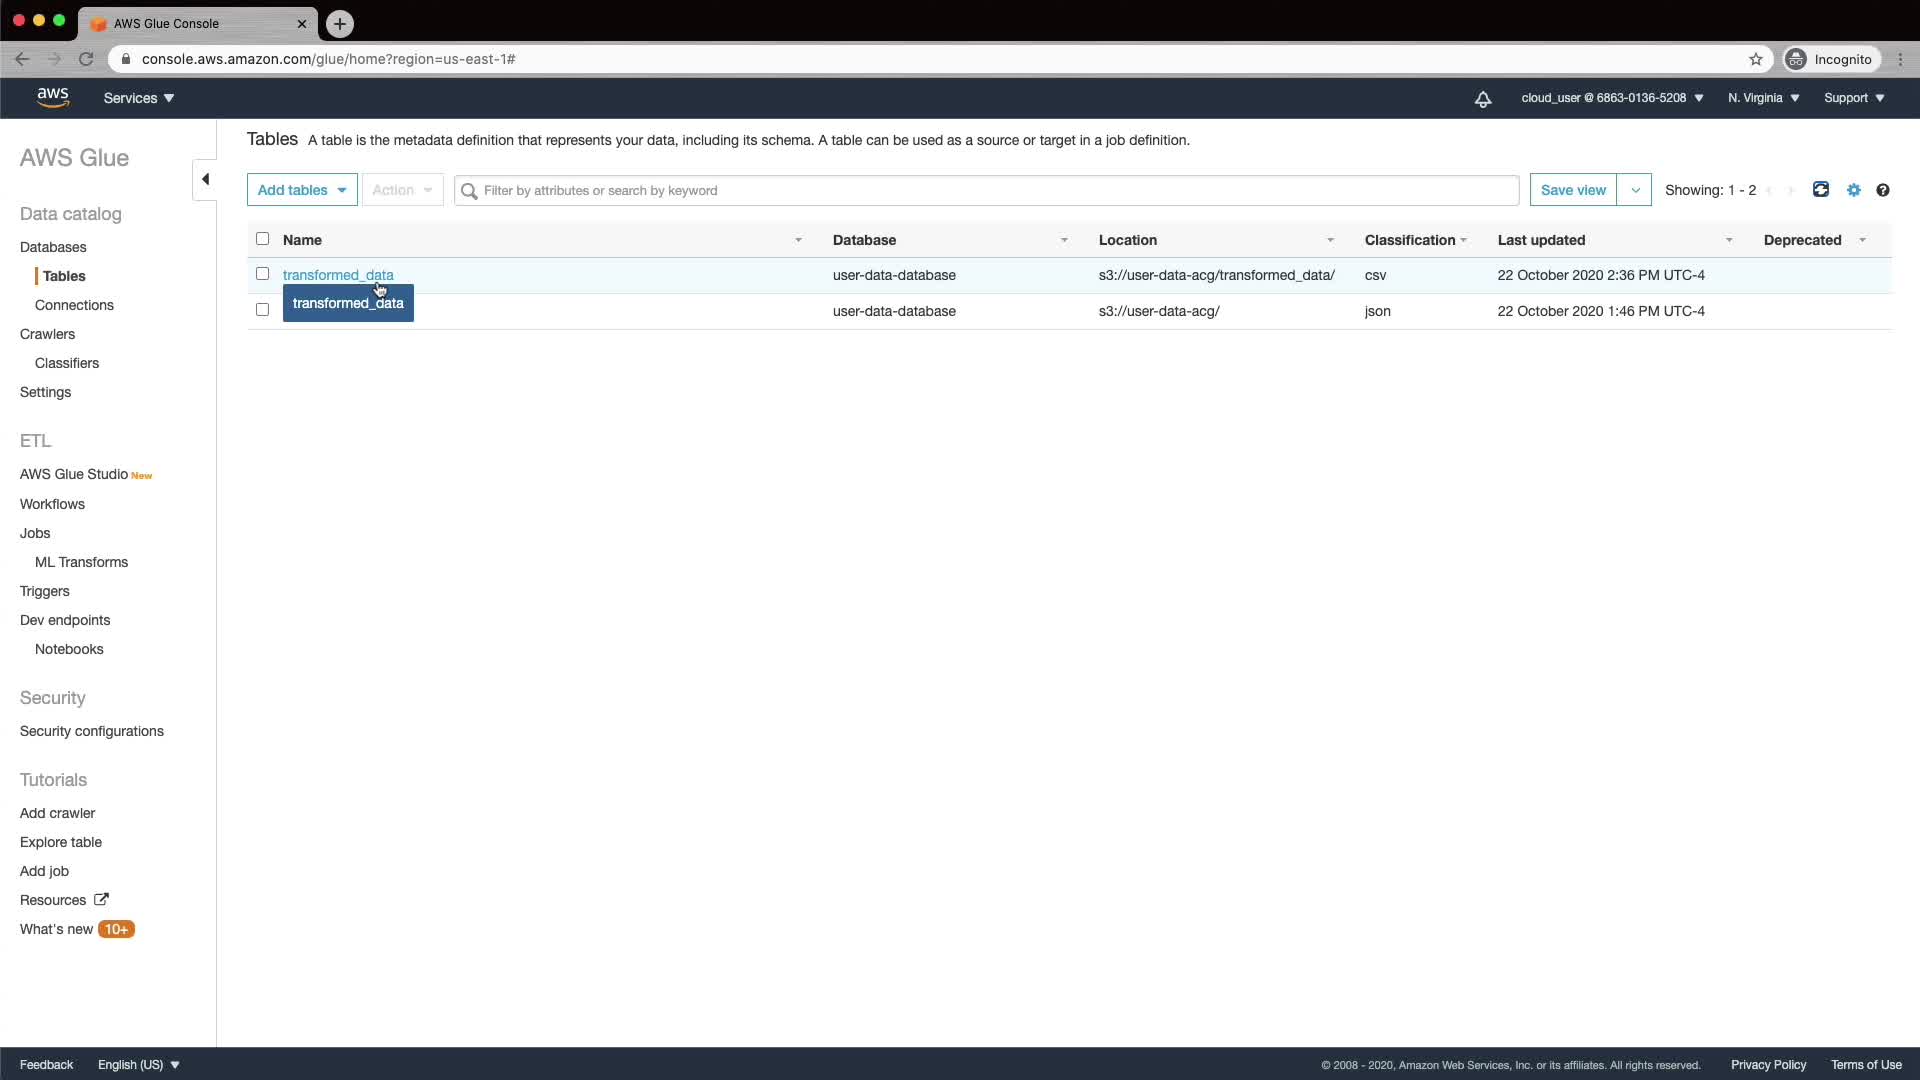 AWS Glue Console
console.aws.amazon.com/glue/home?region=us-east-1#
Incognito
aws
Services
cloud_user @ 6863-0136-5208
N. Virginia
Support
AWS Glue
Data catalog
Databases
Tables
Connections
Crawlers
Classifiers
Settings
ETL
AWS Glue Studio New
Workflows
Jobs
ML Transforms
Triggers
Dev endpoints
Notebooks
Security
Security configurations
Tutorials
Add crawler
Explore table
Add job
Resources
What's new 10+
Tables A table is the metadata definition that represents your data, including its schema. A table can be used as a source or target in a job definition.
Add tables
Action
Filter by attributes or search by keyword
Save view
Showing: 1 - 2
Name Database Location Classification Last updated Deprecated
transformed_data user-data-database s3://user-data-acg/transformed_data/ csv 22 October 2020 2:36 PM UTC-4
transformed_data
user-data-database s3://user-data-acg/ json 22 October 2020 1:46 PM UTC-4
Feedback
English (US)
© 2008 - 2020, Amazon Web Services, Inc. or its affiliates. All rights reserved.
Privacy Policy
Terms of Use